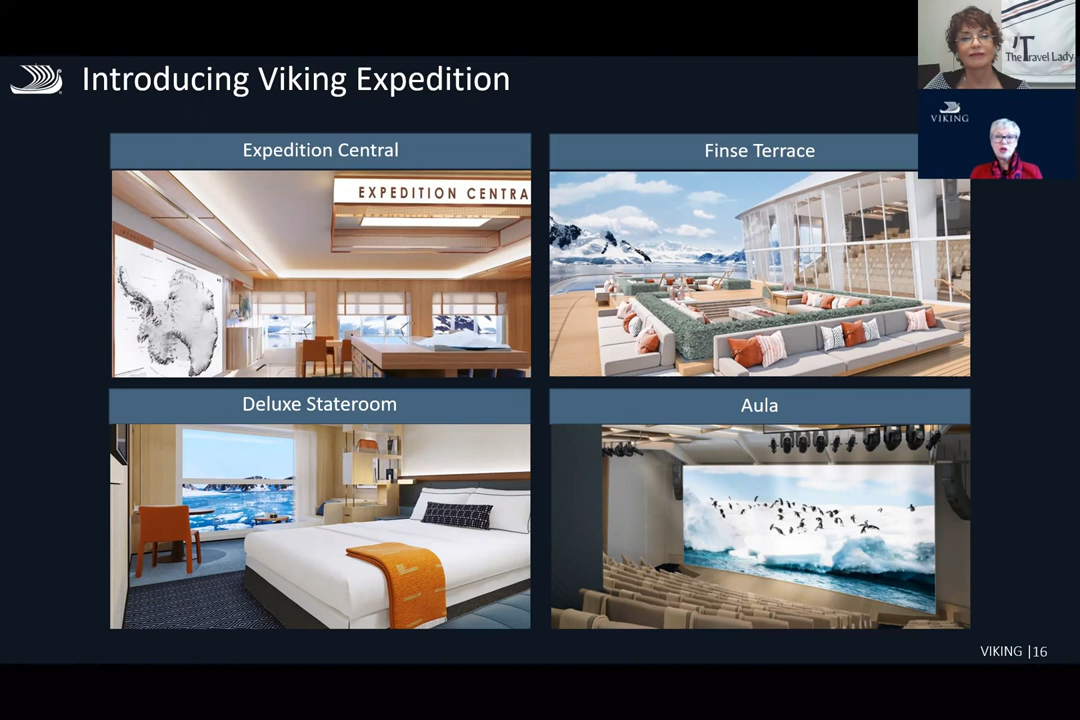 Introducing Viking Expedition
'T
The Travel Lady
VIKING
Expedition Central
Finse Terrace
EXPEDITION CENTRA
Deluxe Stateroom
Aula
VIKING |16